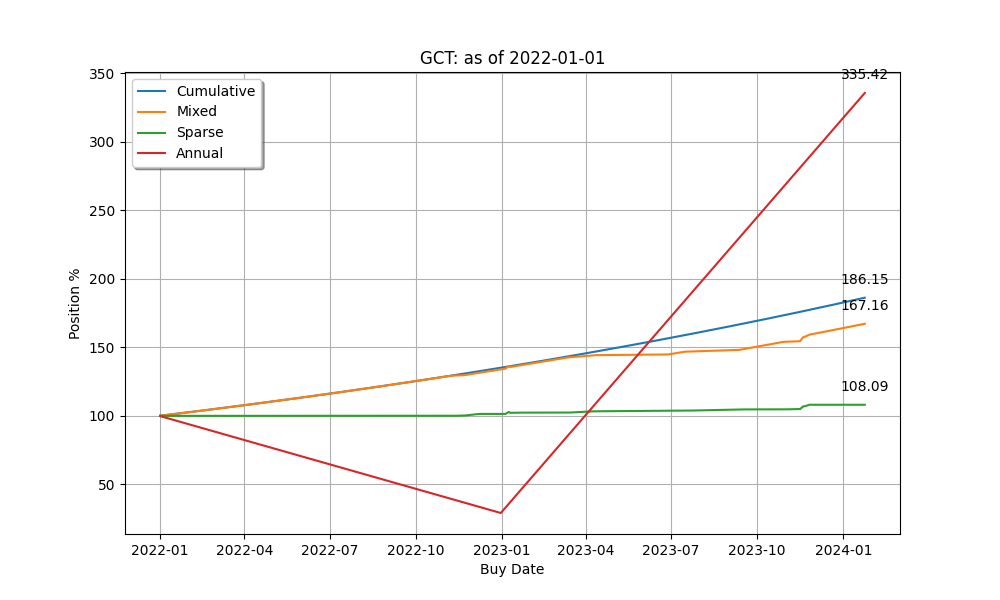 GCT: as of 2022-01-01
350
300
250
200
150
100
50
Position %
Cumulative
Mixed
Sparse
Annual
335.42
186.15
167.16
108.09
2022-01
2022-04
2022-07
2022-10
2023-01
2023-04
2023-07
2023-10
2024-01
Buy Date